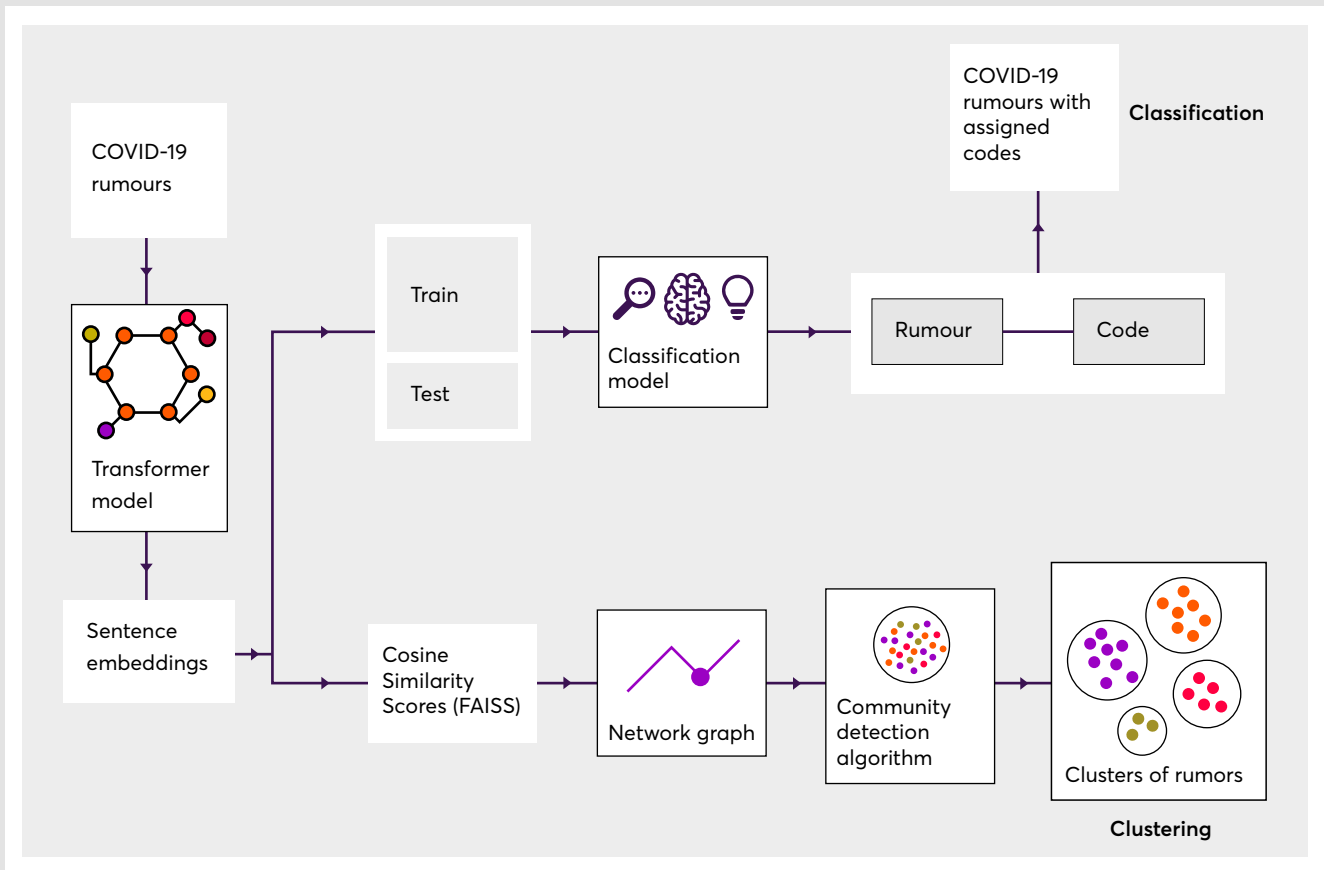 COVID-19
rumours
Transformer
model
Sentence
embeddings
Train
Test
Classification
model
Rumour
Code
COVID-19
rumours with
assigned
codes
Classification
Cosine
Similarity
Scores (FAISS)
Network graph
Community
detection
algorithm
Clusters of rumors
Clustering